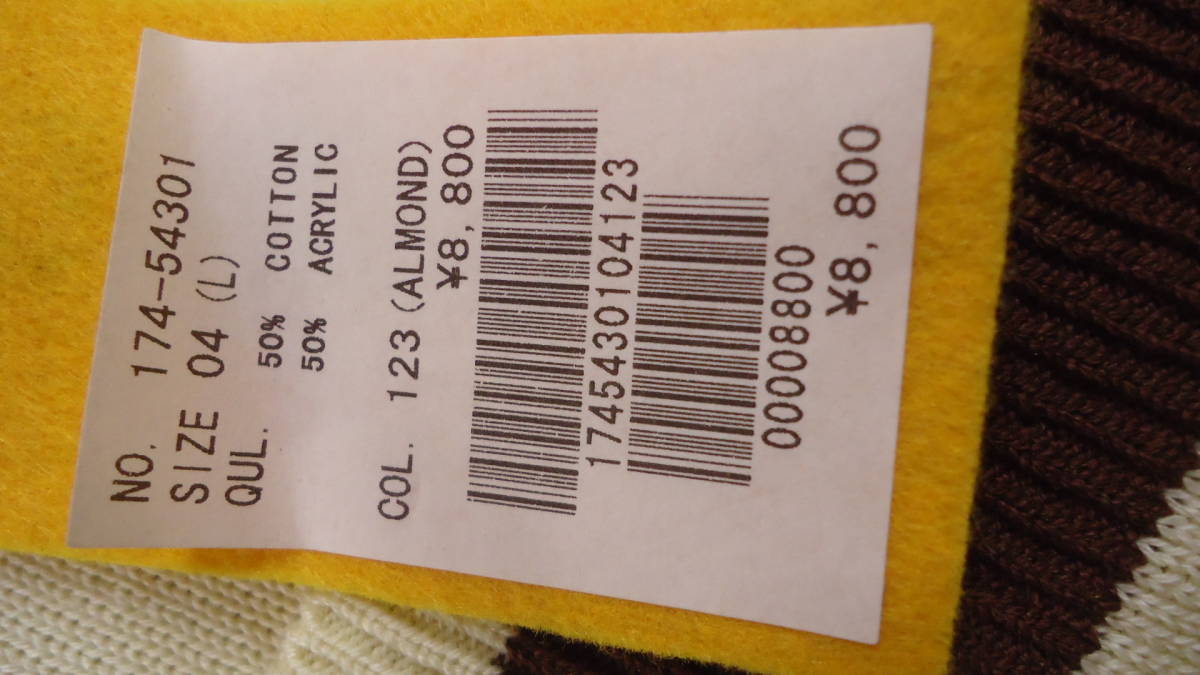 NO. 174-54301
SIZE 04 (L)
QUL. 50% COTTON
50% ACRYLIC
COL. 123 (ALMOND)
¥8,800
1745430104123
00008800
¥8,800